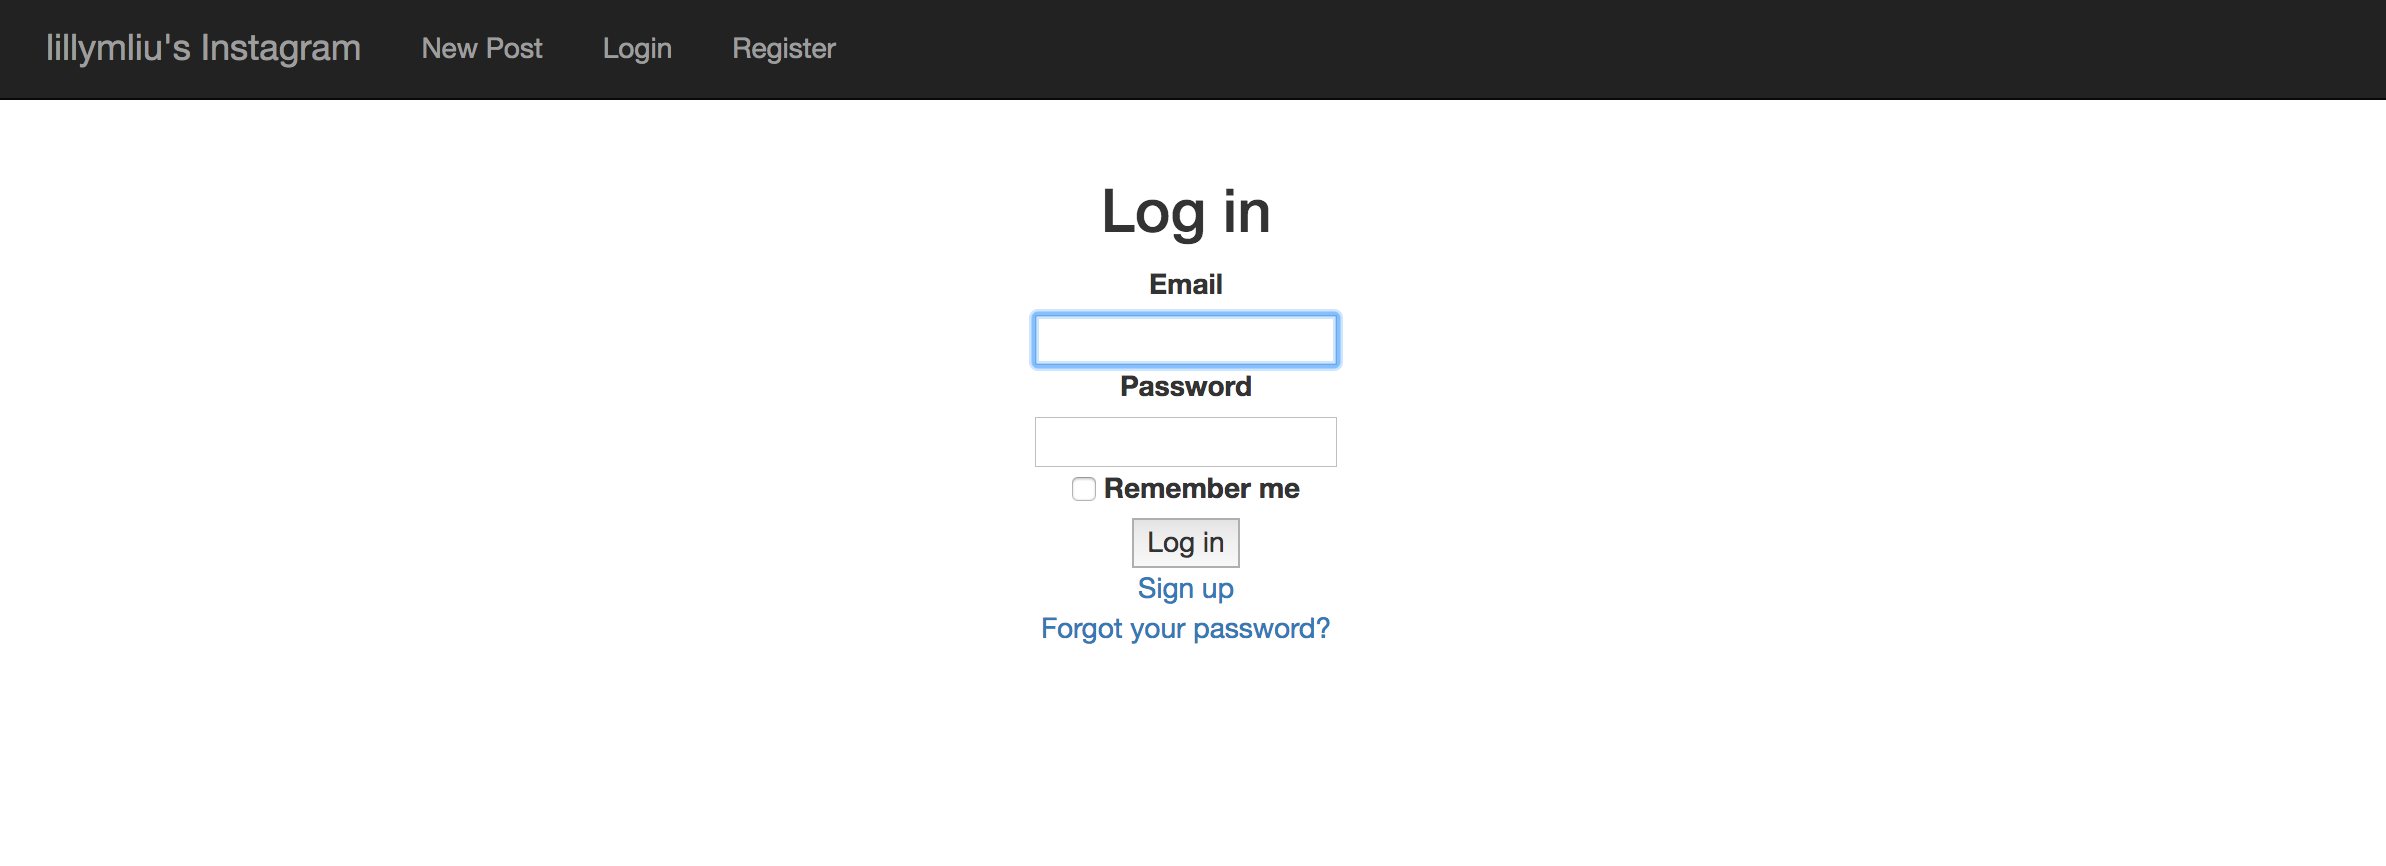 lillymliu's Instagram New Post Login Register
Log in
Email
Password
Remember me
Log in
Sign up
Forgot your password?